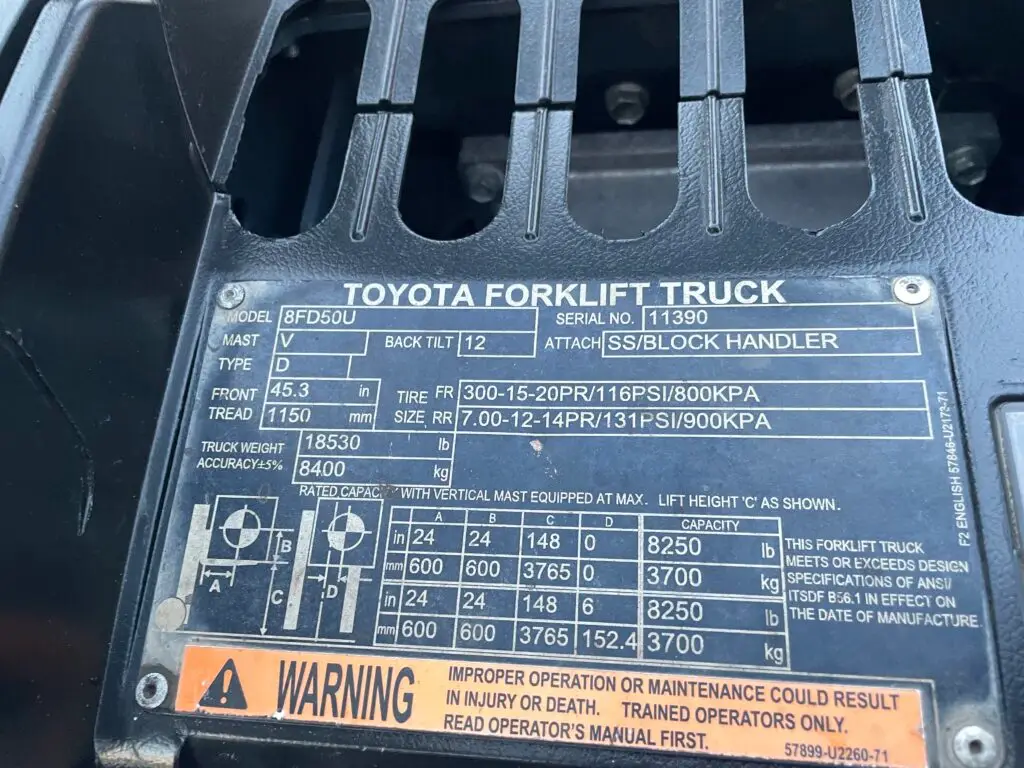 TOYOTA FORKLIFT TRUCK
MODEL 8FD50U SERIAL NO. 11390
MAST V BACK TILT 12 ATTACH SS/BLOCK HANDLER
TYPE D
FRONT 45.3 in TIRE FR 300-15-20PR/116PSI/800KPA
TREAD 1150 mm SIZE RR 7.00-12-14PR/131PSI/900KPA
TRUCK WEIGHT 18530 lb
ACCURACY±5% 8400 kg
RATED CAPACITY WITH VERTICAL MAST EQUIPPED AT MAX. LIFT HEIGHT 'C' AS SHOWN.
A B C D CAPACITY
in 24 24 148 0 8250 lb
mm 600 600 3765 0 3700 kg
in 24 24 148 6 8250 lb
mm 600 600 3765 152.4 3700 kg
B
A
C
D
THIS FORKLIFT TRUCK
MEETS OR EXCEEDS DESIGN
SPECIFICATIONS OF ANSI/
ITSDF B56.1 IN EFFECT ON
THE DATE OF MANUFACTURE.
F2 ENGLISH 57846-U2173-71
WARNING
IMPROPER OPERATION OR MAINTENANCE COULD RESULT
IN INJURY OR DEATH. TRAINED OPERATORS ONLY.
READ OPERATOR'S MANUAL FIRST.
57899-U2260-71